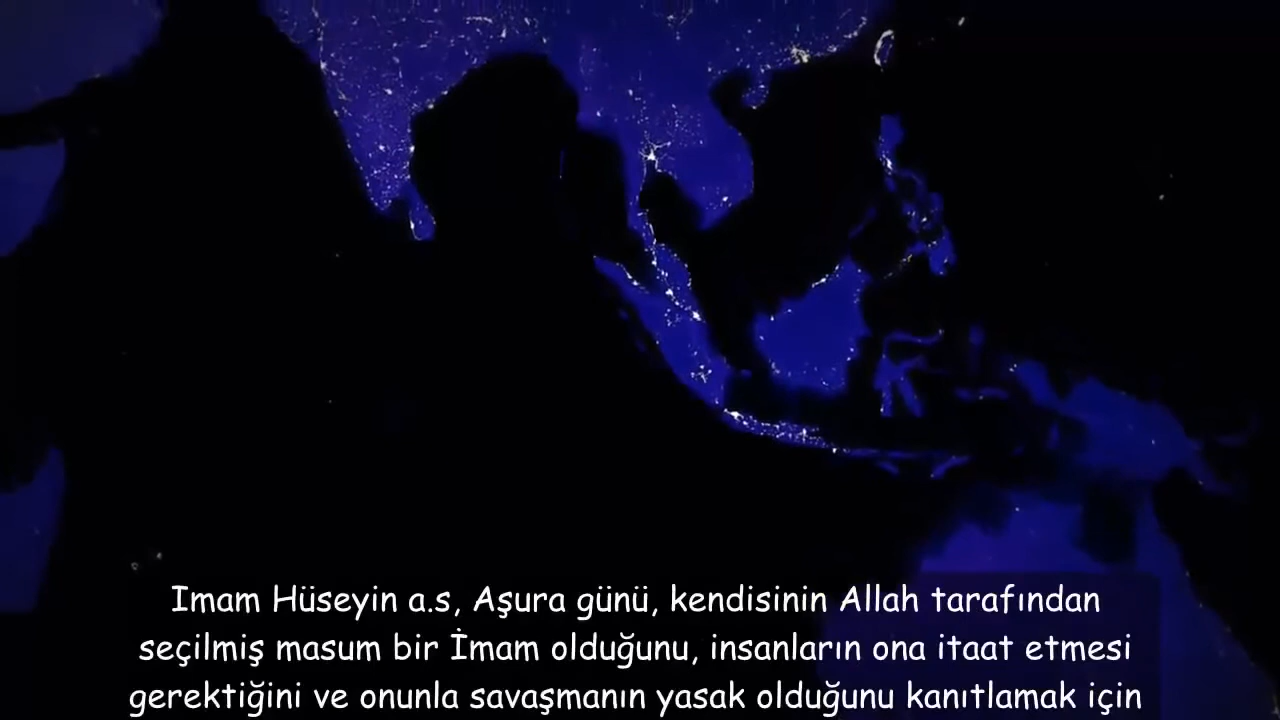 Imam Hüseyin a.s, Aşura günü, kendisinin Allah tarafından
seçilmiş masum bir İmam olduğunu, insanların ona itaat etmesi
gerektiğini ve onunla savaşmanın yasak olduğunu kanıtlamak için